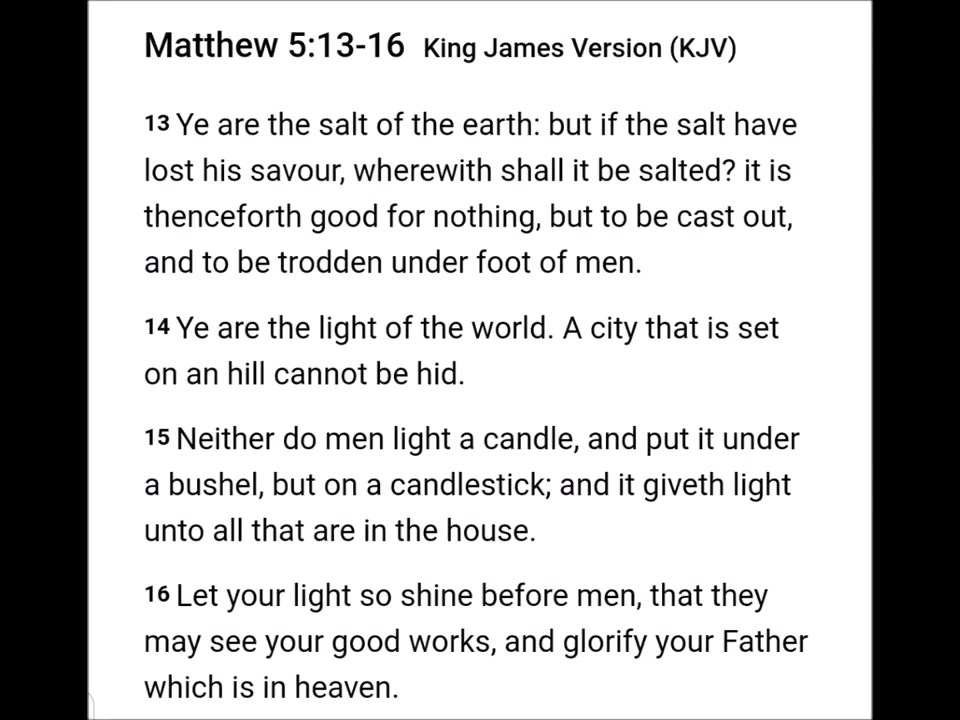 Matthew 5:13-16 King James Version (KJV)
13 Ye are the salt of the earth: but if the salt have
lost his savour, wherewith shall it be salted? it is
thenceforth good for nothing, but to be cast out,
and to be trodden under foot of men.
14 Ye are the light of the world. A city that is set
on an hill cannot be hid.
15 Neither do men light a candle, and put it under
a bushel, but on a candlestick; and it giveth light
unto all that are in the house.
16 Let your light so shine before men, that they
may see your good works, and glorify your Father
which is in heaven.